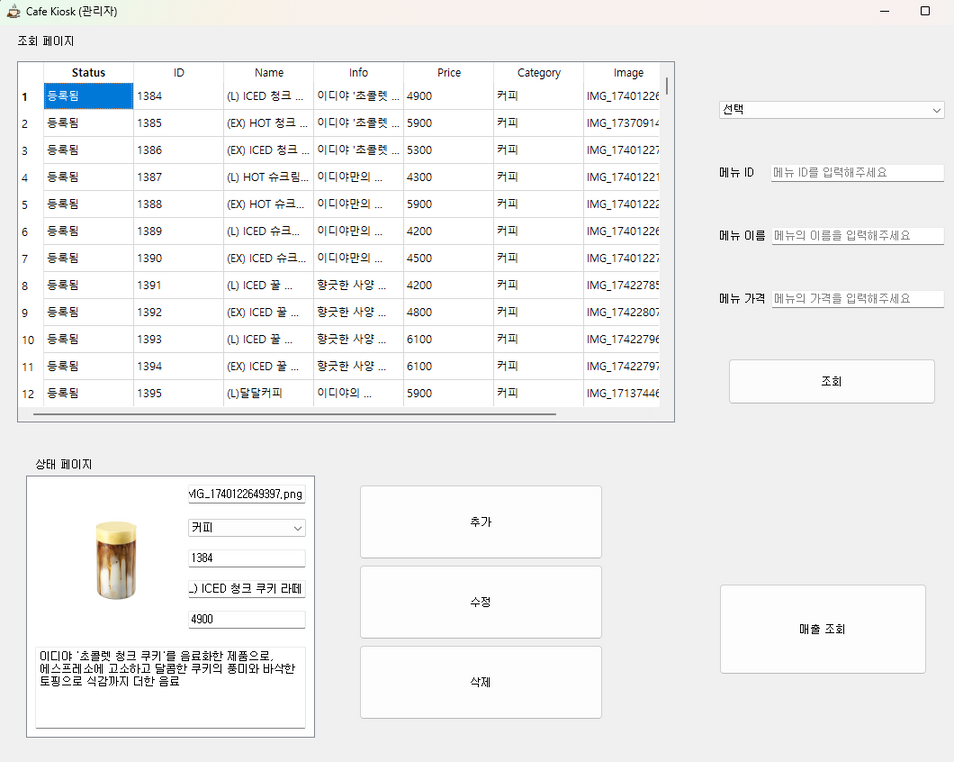 Cafe Kiosk (관리자)
조회 페이지
Status ID Name Info Price Category Image
1 등록됨 1384 (L) ICED 청크 ... 이디야 '초콜렛 ... 4900 커피 IMG_17401226
2 등록됨 1385 (EX) HOT 청크 ... 이디야 '초콜렛 ... 5900 커피 IMG_17370914
3 등록됨 1386 (EX) ICED 청크 ... 이디야 '초콜렛 ... 5300 커피 IMG_17401227
4 등록됨 1387 (L) HOT 슈크림... 이디야만의 ... 4300 커피 IMG_17401221
5 등록됨 1388 (EX) HOT 슈크... 이디야만의 ... 5900 커피 IMG_17401222
6 등록됨 1389 (L) ICED 슈크... 이디야만의 ... 4200 커피 IMG_17401226
7 등록됨 1390 (EX) ICED 슈크... 이디야만의 ... 4500 커피 IMG_17401227
8 등록됨 1391 (L) ICED 꿀 ... 향긋한 사양 ... 4200 커피 IMG_17422785
9 등록됨 1392 (EX) ICED 꿀 ... 향긋한 사양 ... 4800 커피 IMG_17422807
10 등록됨 1393 (L) ICED 꿀 ... 향긋한 사양 ... 6100 커피 IMG_17422796
11 등록됨 1394 (EX) ICED 꿀 ... 향긋한 사양 ... 6100 커피 IMG_17422797
12 등록됨 1395 (L)달달커피 이디야의 ... 5900 커피 IMG_17137446
선택
메뉴 ID 메뉴 ID를 입력해주세요
메뉴 이름 메뉴의 이름을 입력해주세요
메뉴 가격 메뉴의 가격을 입력해주세요
조회
상태 페이지
MG_1740122649397.png
커피
1384
.) ICED 청크 쿠키 라떼
4900
이디야 '초콜렛 청크 쿠키'를 음료화한 제품으로,
에스프레소에 고소하고 달콤한 쿠키의 풍미와 바삭한
토핑으로 식감까지 더한 음료
추가
수정
삭제
매출 조회